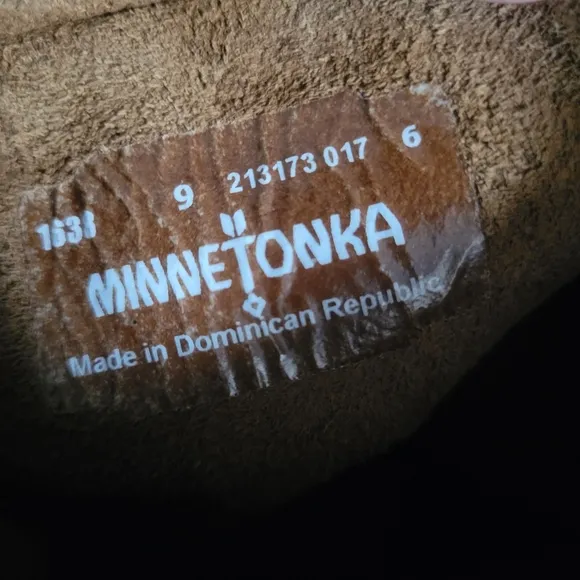 1638 9 213173 017 6
MINNETONKA
Made in Dominican Republic